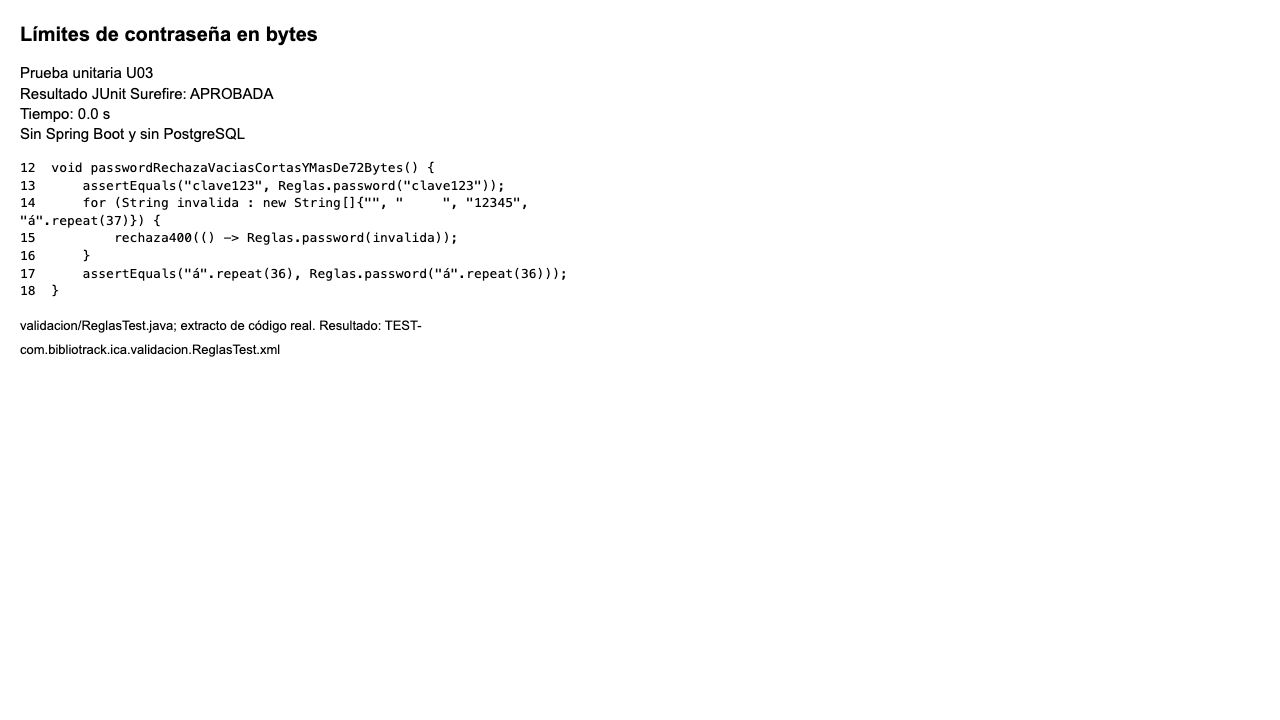 Límites de contraseña en bytes
Prueba unitaria U03
Resultado JUnit Surefire: APROBADA
Tiempo: 0.0 s
Sin Spring Boot y sin PostgreSQL
12  void passwordRechazaVaciasCortasYMasDe72Bytes() {
13      assertEquals("clave123", Reglas.password("clave123"));
14      for (String invalida : new String[]{"", "     ", "12345",
"á".repeat(37)}) {
15          rechaza400(() -> Reglas.password(invalida));
16      }
17      assertEquals("á".repeat(36), Reglas.password("á".repeat(36)));
18  }
validacion/ReglasTest.java; extracto de código real. Resultado: TEST-
com.bibliotrack.ica.validacion.ReglasTest.xml